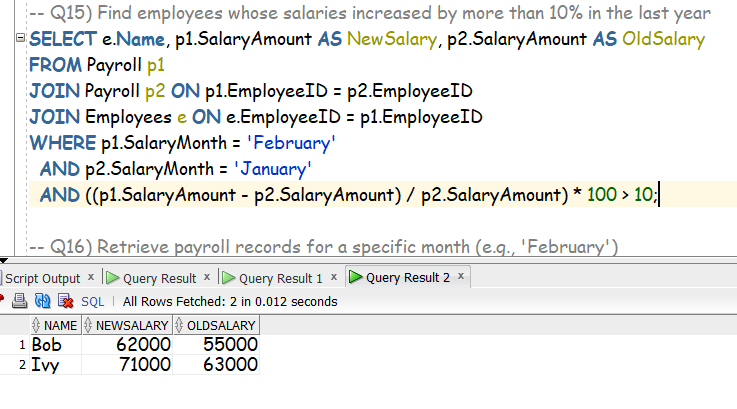 -- Q15) Find employees whose salaries increased by more than 10% in the last year
SELECT e.Name, p1.SalaryAmount AS NewSalary, p2.SalaryAmount AS OldSalary
FROM Payroll p1
JOIN Payroll p2 ON p1.EmployeeID = p2.EmployeeID
JOIN Employees e ON e.EmployeeID = p1.EmployeeID
WHERE p1.SalaryMonth = 'February'
AND p2.SalaryMonth = 'January'
AND ((p1.SalaryAmount - p2.SalaryAmount) / p2.SalaryAmount) * 100 > 10;
-- Q16) Retrieve payroll records for a specific month (e.g., 'February')
Script Output x Query Result x Query Result 1 x Query Result 2 x
SQL | All Rows Fetched: 2 in 0.012 seconds
NAME NEWSALARY OLDSALARY
1 Bob 62000 55000
2 Ivy 71000 63000